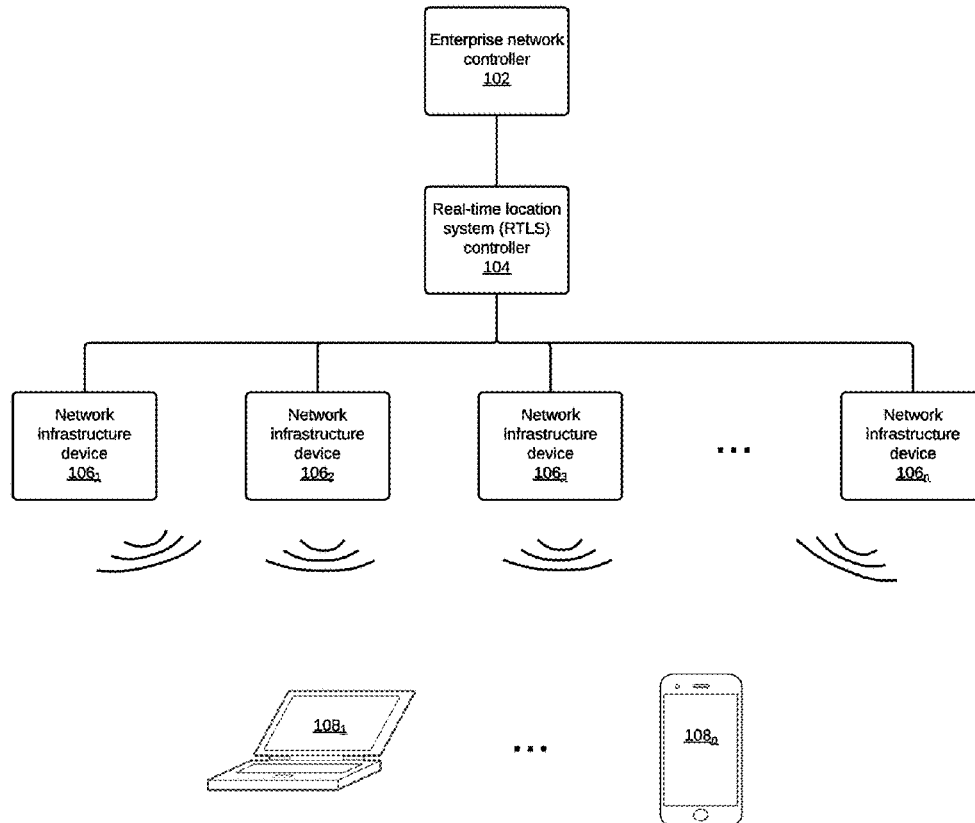 Enterprise network
controller
102
Real-time location
system (RTLS)
controller
104
Network
infrastructure
device
106₁
Network
infrastructure
device
106₂
Network
infrastructure
device
106₃
...
Network
infrastructure
device
106ₙ
108₁
...
108ₙ